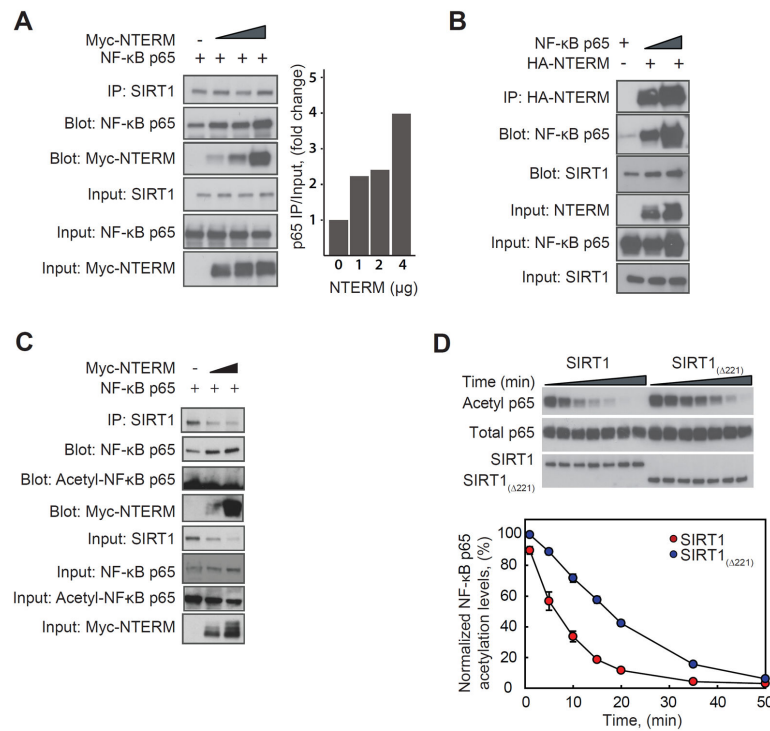 A
Myc-NTERM
-
NF-κB p65 + + + +
IP: SIRT1
Blot: NF-κB p65
Blot: Myc-NTERM
Input: SIRT1
Input: NF-κB p65
Input: Myc-NTERM
p65 IP/Input, (fold change)
5
4
3
2
1
0 1 2 4
NTERM (µg)
B
NF-κB p65 +
HA-NTERM - + +
IP: HA-NTERM
Blot: NF-κB p65
Blot: SIRT1
Input: NTERM
Input: NF-κB p65
Input: SIRT1
C
Myc-NTERM -
NF-κB p65 + + +
IP: SIRT1
Blot: NF-κB p65
Blot: Acetyl-NFκB p65
Blot: Myc-NTERM
Input: SIRT1
Input: NF-κB p65
Input: Acetyl-NFκB p65
Input: Myc-NTERM
D
SIRT1 SIRT1(Δ221)
Time (min)
Acetyl p65
Total p65
SIRT1
SIRT1(Δ221)
Normalized NF-κB p65
acetylation levels, (%)
100
80
60
40
20
0
SIRT1
SIRT1(Δ221)
0 10 20 30 40 50
Time, (min)